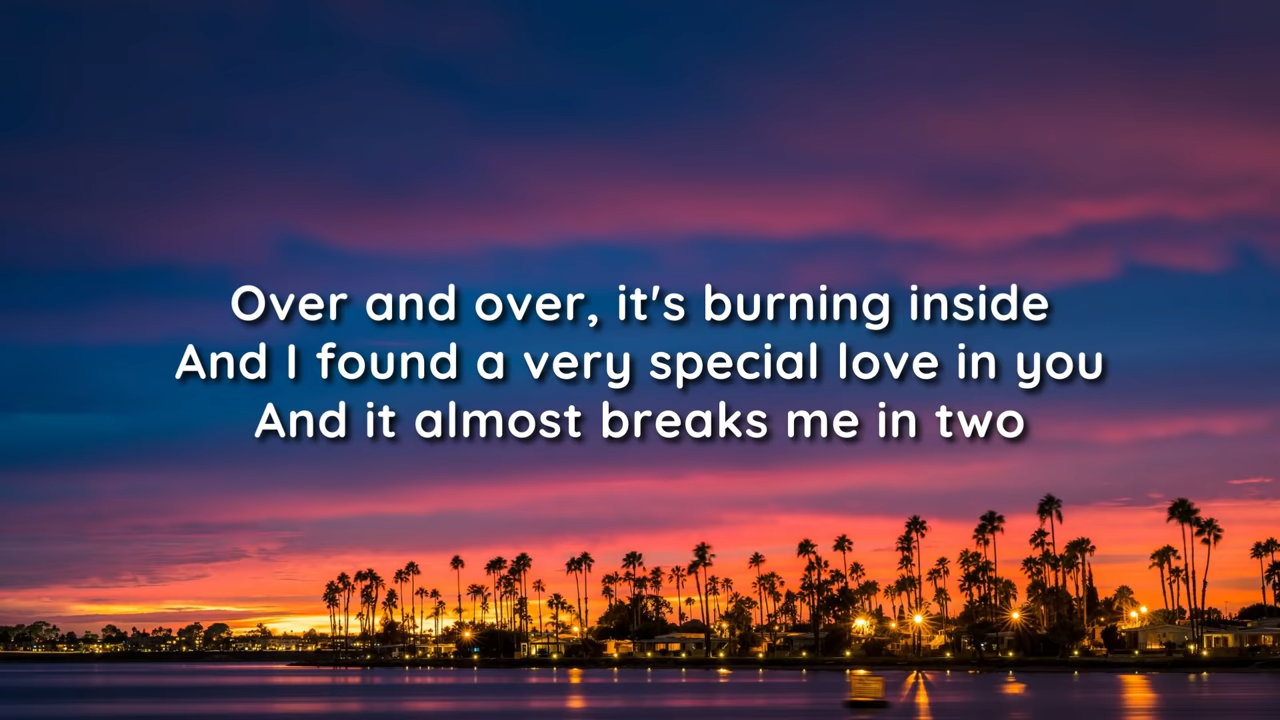 Over and over, it's burning inside
And I found a very special love in you
And it almost breaks me in two